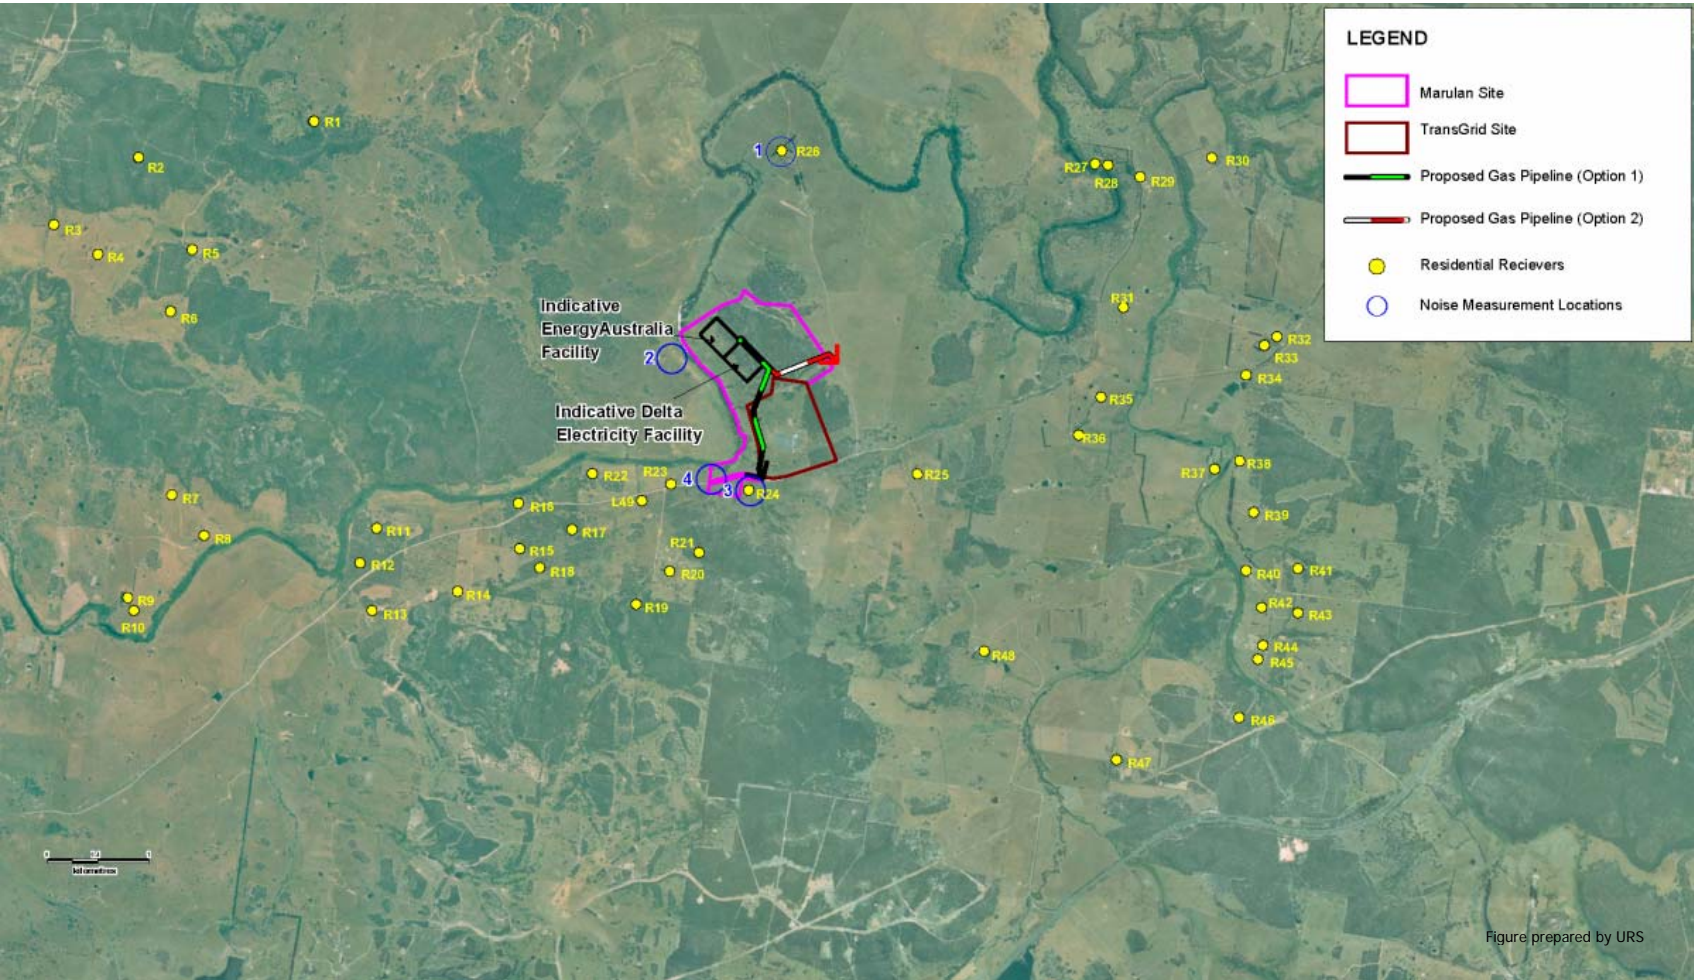 LEGEND
Marulan Site
TransGrid Site
Proposed Gas Pipeline (Option 1)
Proposed Gas Pipeline (Option 2)
Residential Recievers
Noise Measurement Locations
R1
R2
1
R26
R27
R28
R29
R30
R3
R4
R5
R6
R31
R32
R33
R34
Indicative
EnergyAustralia
Facility
2
Indicative Delta
Electricity Facility
R35
R36
R37
R38
R39
R22
R23
4
3
R24
R25
L49
R7
R8
R16
R17
R11
R15
R18
R21
R20
R12
R14
R19
R13
R9
R10
R40
R41
R42
R43
R44
R45
R48
R46
R47
0
1
kilometres
Figure prepared by URS